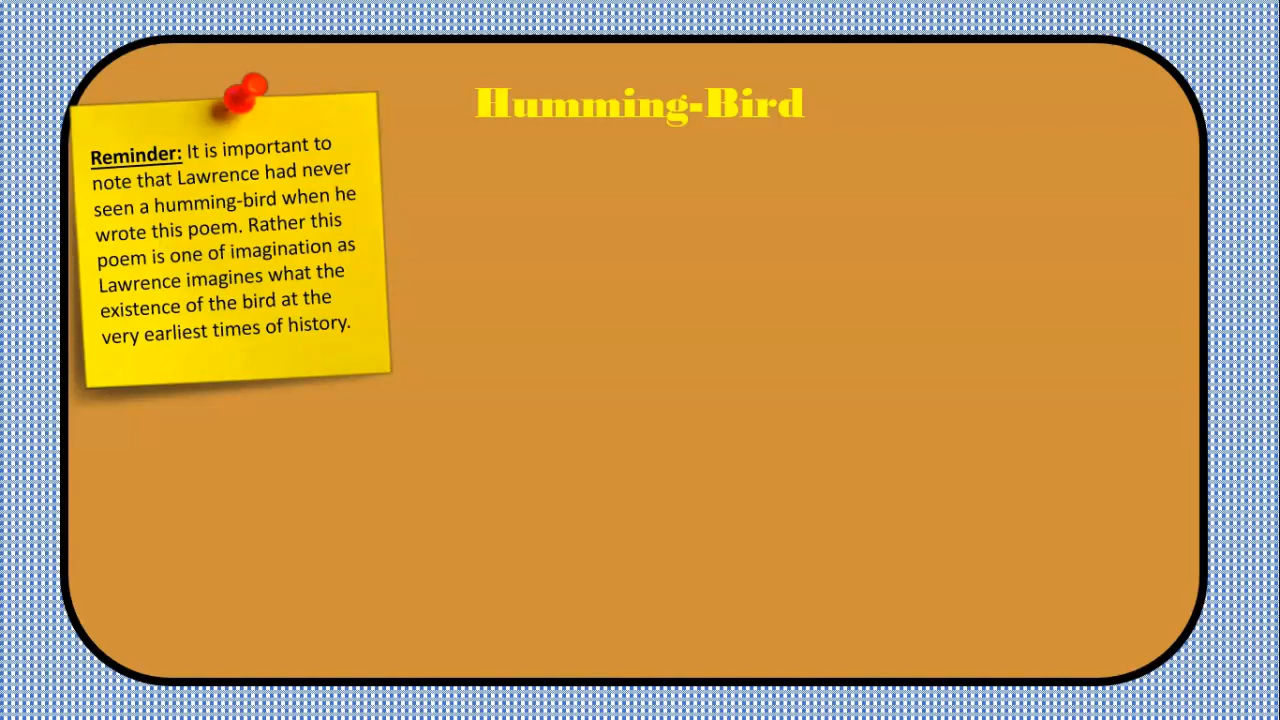 Humming-Bird
Reminder: It is important to
note that Lawrence had never
seen a humming-bird when he
wrote this poem. Rather this
poem is one of imagination as
Lawrence imagines what the
existence of the bird at the
very earliest times of history.